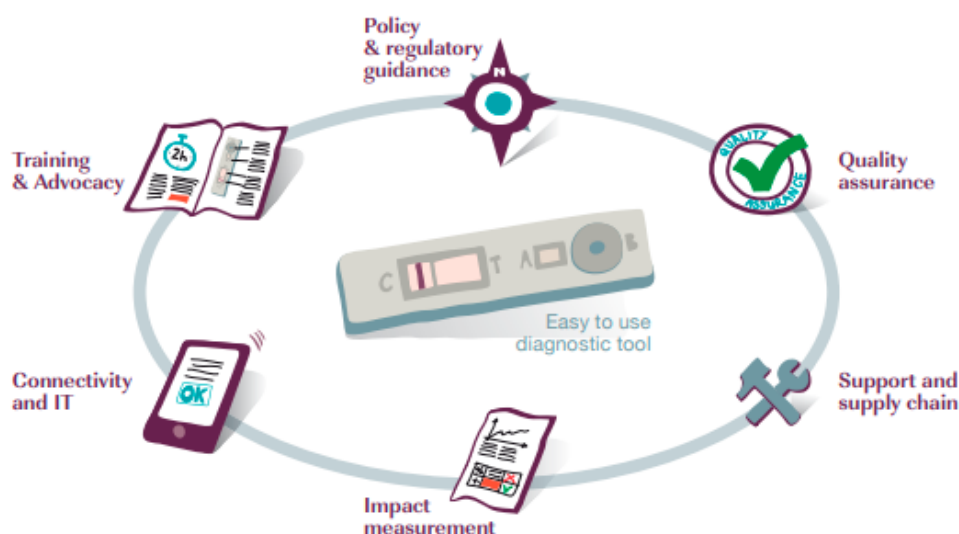 Policy
& regulatory
guidance
N
QUALITY
ASSURANCE
Quality
assurance
Training
& Advocacy
2h
C
T
A
B
Easy to use
diagnostic tool
Connectivity
and IT
OK
Support and
supply chain
Impact
measurement